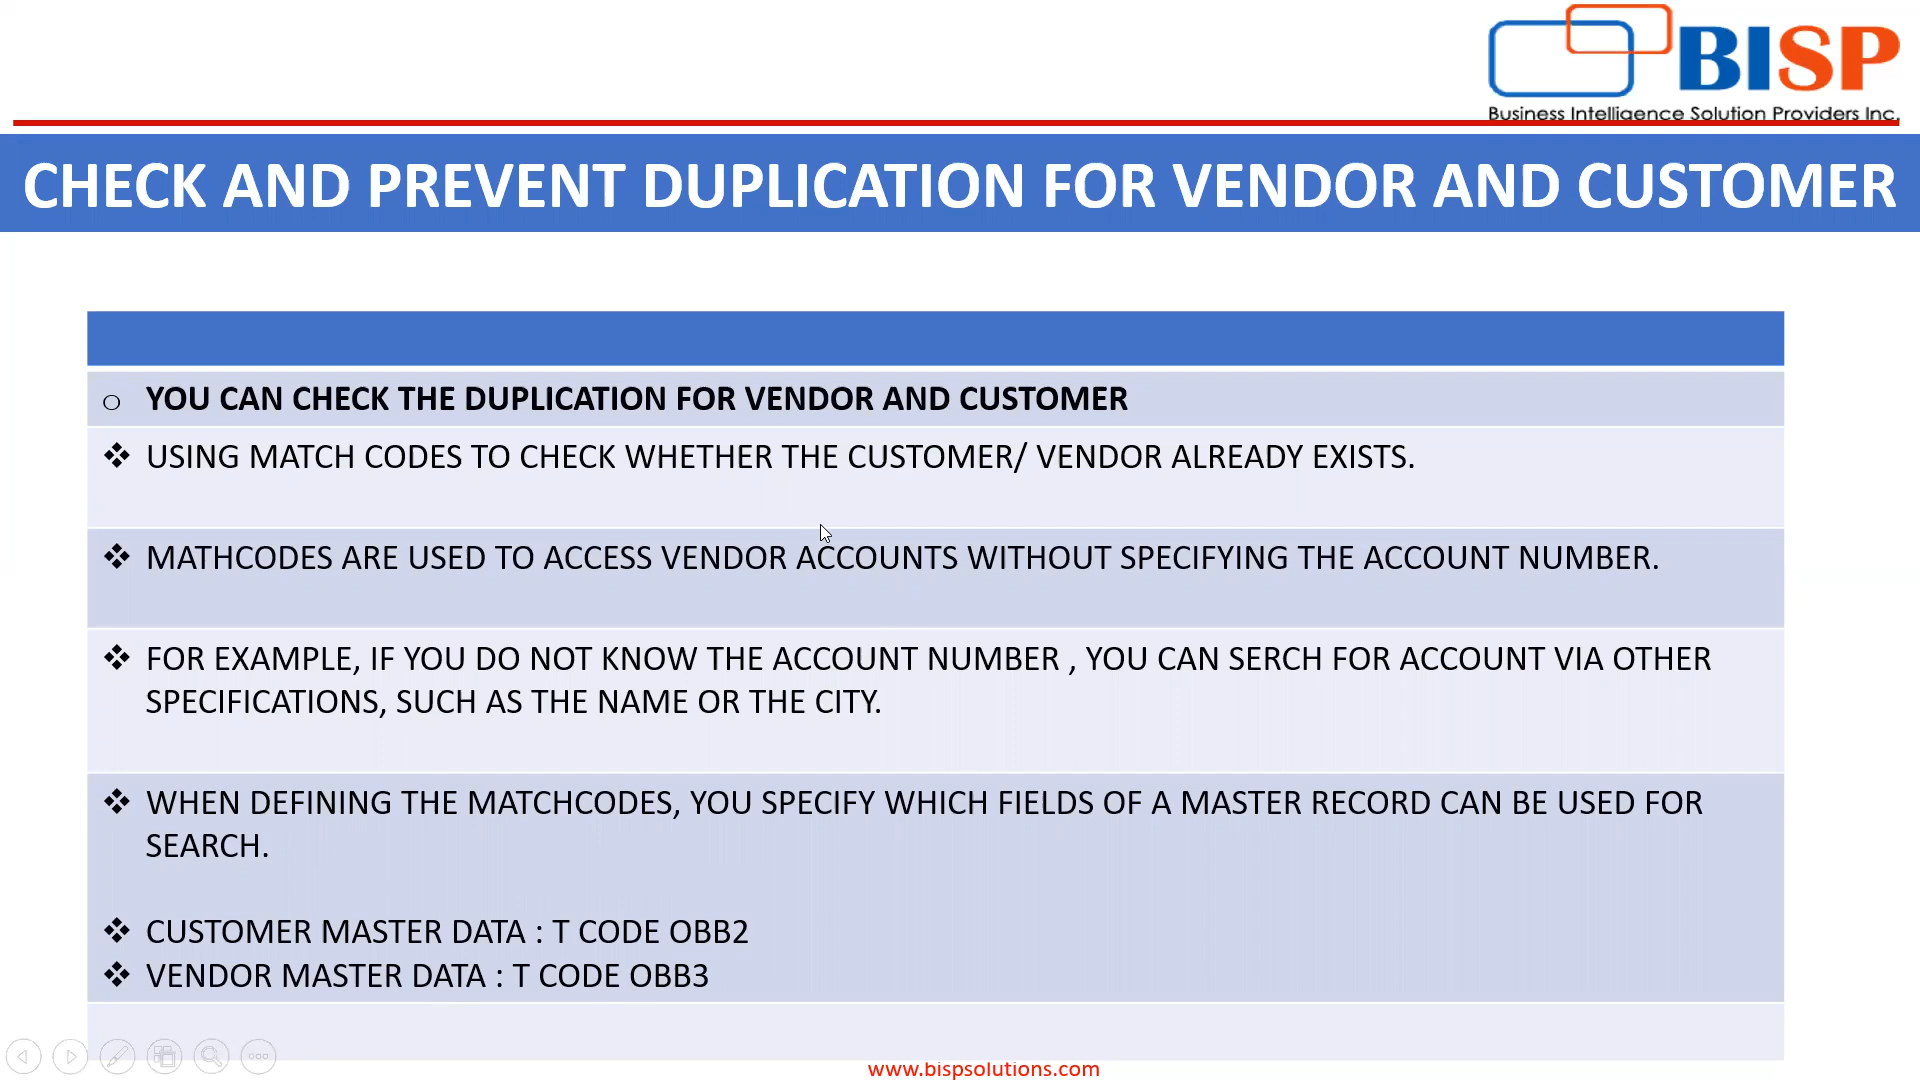 BISP
Business Intelligence Solution Providers Inc.
CHECK AND PREVENT DUPLICATION FOR VENDOR AND CUSTOMER
YOU CAN CHECK THE DUPLICATION FOR VENDOR AND CUSTOMER
USING MATCH CODES TO CHECK WHETHER THE CUSTOMER/ VENDOR ALREADY EXISTS.
MATHCODES ARE USED TO ACCESS VENDOR ACCOUNTS WITHOUT SPECIFYING THE ACCOUNT NUMBER.
FOR EXAMPLE, IF YOU DO NOT KNOW THE ACCOUNT NUMBER , YOU CAN SERCH FOR ACCOUNT VIA OTHER
SPECIFICATIONS, SUCH AS THE NAME OR THE CITY.
WHEN DEFINING THE MATCHCODES, YOU SPECIFY WHICH FIELDS OF A MASTER RECORD CAN BE USED FOR
SEARCH.
CUSTOMER MASTER DATA : T CODE OBB2
VENDOR MASTER DATA : T CODE OBB3
www.bispsolutions.com